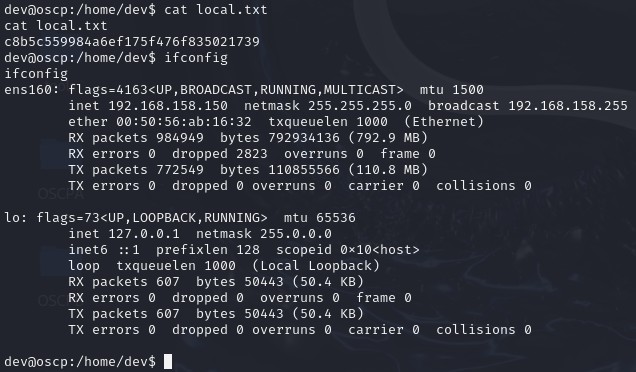 dev@oscp:/home/dev$ cat local.txt
cat local.txt
c8b5c559984a6ef175f476f835021739
dev@oscp:/home/dev$ ifconfig
ifconfig
ens160: flags=4163<UP,BROADCAST,RUNNING,MULTICAST>  mtu 1500
        inet 192.168.158.150  netmask 255.255.255.0  broadcast 192.168.158.255
        ether 00:50:56:ab:16:32  txqueuelen 1000  (Ethernet)
        RX packets 984949  bytes 792934136 (792.9 MB)
        RX errors 0  dropped 2823  overruns 0  frame 0
        TX packets 772549  bytes 110855566 (110.8 MB)
        TX errors 0  dropped 0 overruns 0  carrier 0  collisions 0

lo: flags=73<UP,LOOPBACK,RUNNING>  mtu 65536
        inet 127.0.0.1  netmask 255.0.0.0
        inet6 ::1  prefixlen 128  scopeid 0×10<host>
        loop  txqueuelen 1000  (Local Loopback)
        RX packets 607  bytes 50443 (50.4 KB)
        RX errors 0  dropped 0  overruns 0  frame 0
        TX packets 607  bytes 50443 (50.4 KB)
        TX errors 0  dropped 0 overruns 0  carrier 0  collisions 0

dev@oscp:/home/dev$